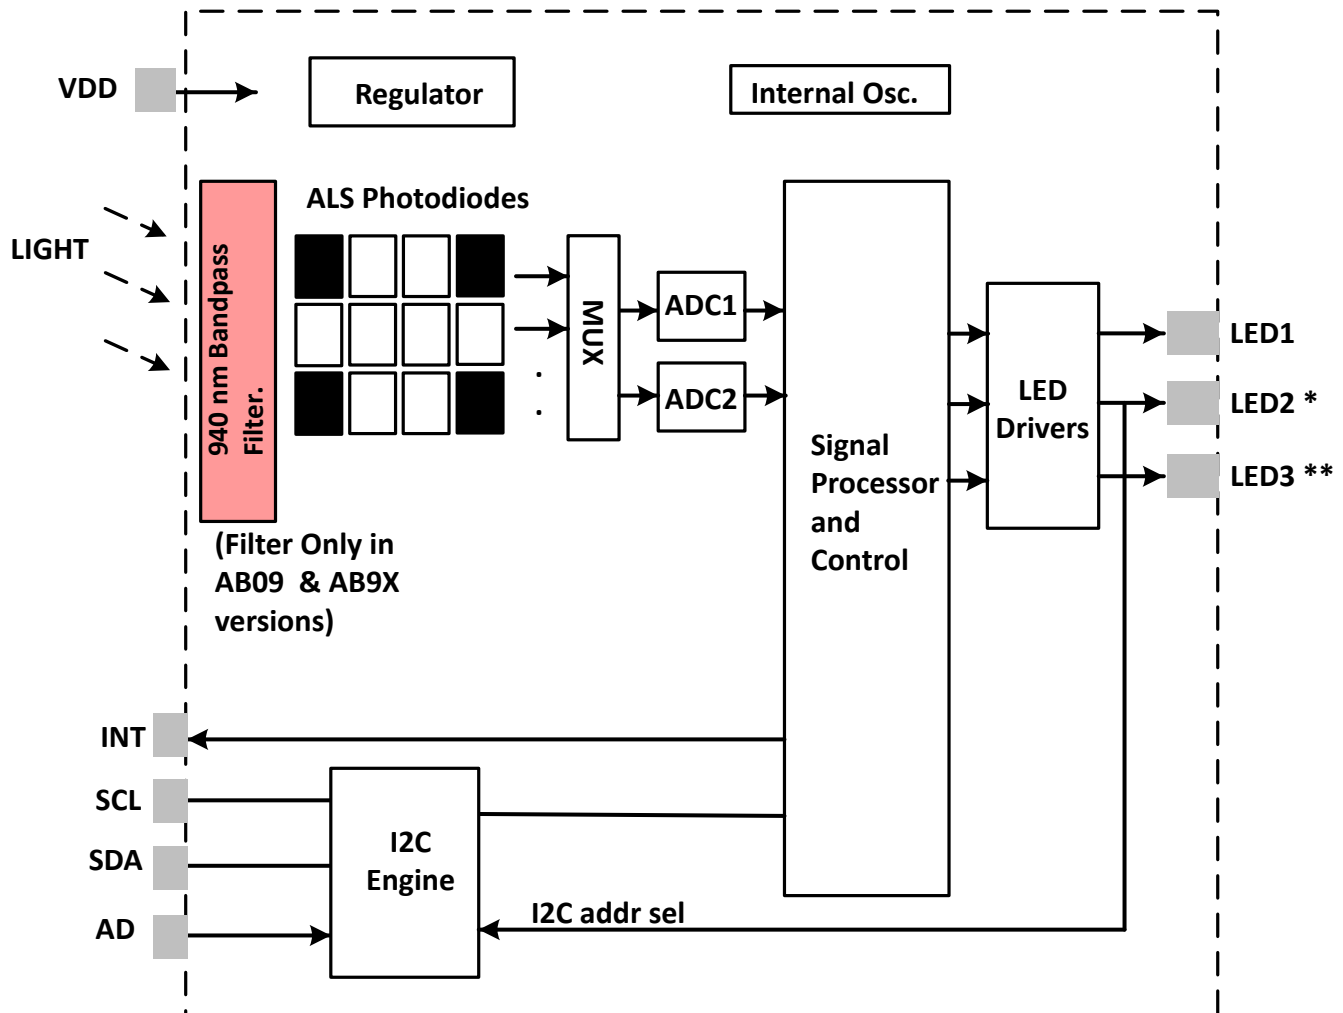 VDD
Regulator
Internal Osc.
LIGHT
940 nm Bandpass
Filter.
ALS Photodiodes
MUX
ADC1
ADC2
Signal
Processor
and
Control
LED
Drivers
LED1
LED2 *
LED3 **
(Filter Only in
AB09 & AB9X
versions)
INT
SCL
SDA
AD
I2C
Engine
I2C addr sel